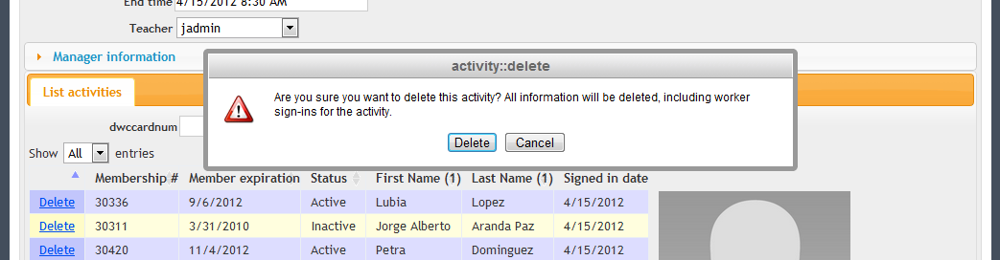 End time 4/15/2012 8:30 AM
Teacher jadmin
Manager information
activity::delete
List activities
Are you sure you want to delete this activity? All information will be deleted, including worker
sign-ins for the activity.
dwccardnum
Delete Cancel
Show All entries
Membership# Member expiration Status First Name (1) Last Name (1) Signed in date
Delete 30336 9/6/2012 Active Lubia Lopez 4/15/2012
Delete 30311 3/31/2010 Inactive Jorge Alberto Aranda Paz 4/15/2012
Delete 30420 11/4/2012 Active Petra Dominguez 4/15/2012